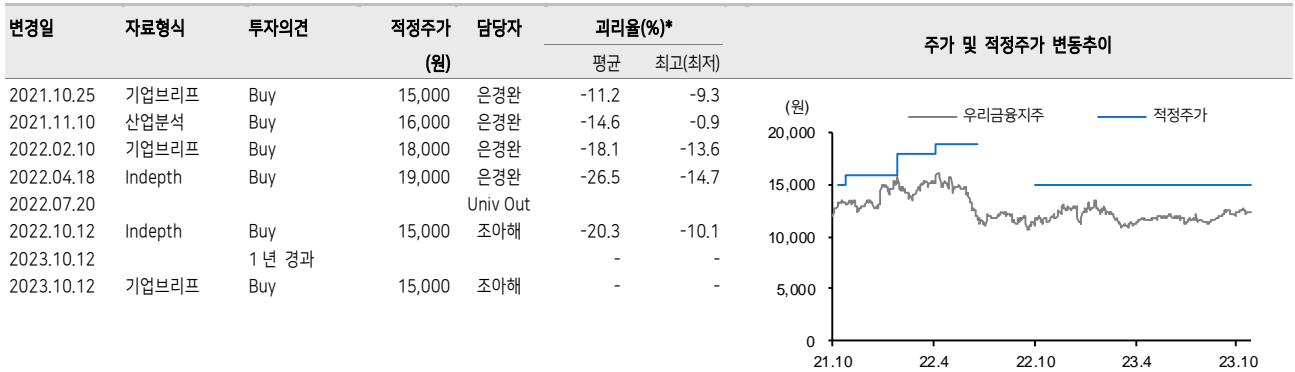 변경일 자료형식 투자의견 적정주가 담당자 괴리율(%)*
(원) 평균 최고(최저)
2021.10.25 기업브리프 Buy 15,000 은경완 -11.2 -9.3
2021.11.10 산업분석 Buy 16,000 은경완 -14.6 -0.9
2022.02.10 기업브리프 Buy 18,000 은경완 -18.1 -13.6
2022.04.18 Indepth Buy 19,000 은경완 -26.5 -14.7
2022.07.20 Univ Out
2022.10.12 Indepth Buy 15,000 조아해 -20.3 -10.1
2023.10.12 1년 경과 - -
2023.10.12 기업브리프 Buy 15,000 조아해 - -
주가 및 적정주가 변동추이
(원) 우리금융지주 적정주가
20,000
15,000
10,000
5,000
0
21.10 22.4 22.10 23.4 23.10